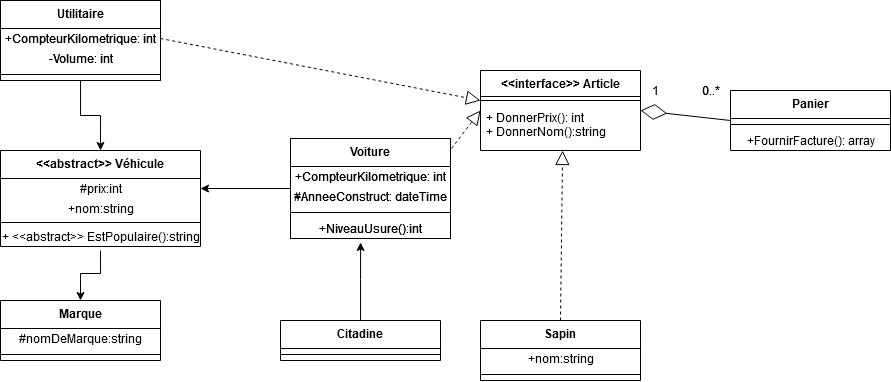 Utilitaire
+CompteurKilometrique: int
-Volume: int
<<interface>> Article
+ DonnerPrix(): int
+ DonnerNom():string
1
0..*
Panier
+FournirFacture(): array
<<abstract>> Véhicule
#prix:int
+nom:string
+ <<abstract>> EstPopulaire():string
Voiture
+CompteurKilometrique: int
#AnneeConstruct: dateTime
+NiveauUsure():int
Marque
#nomDeMarque:string
Citadine
Sapin
+nom:string